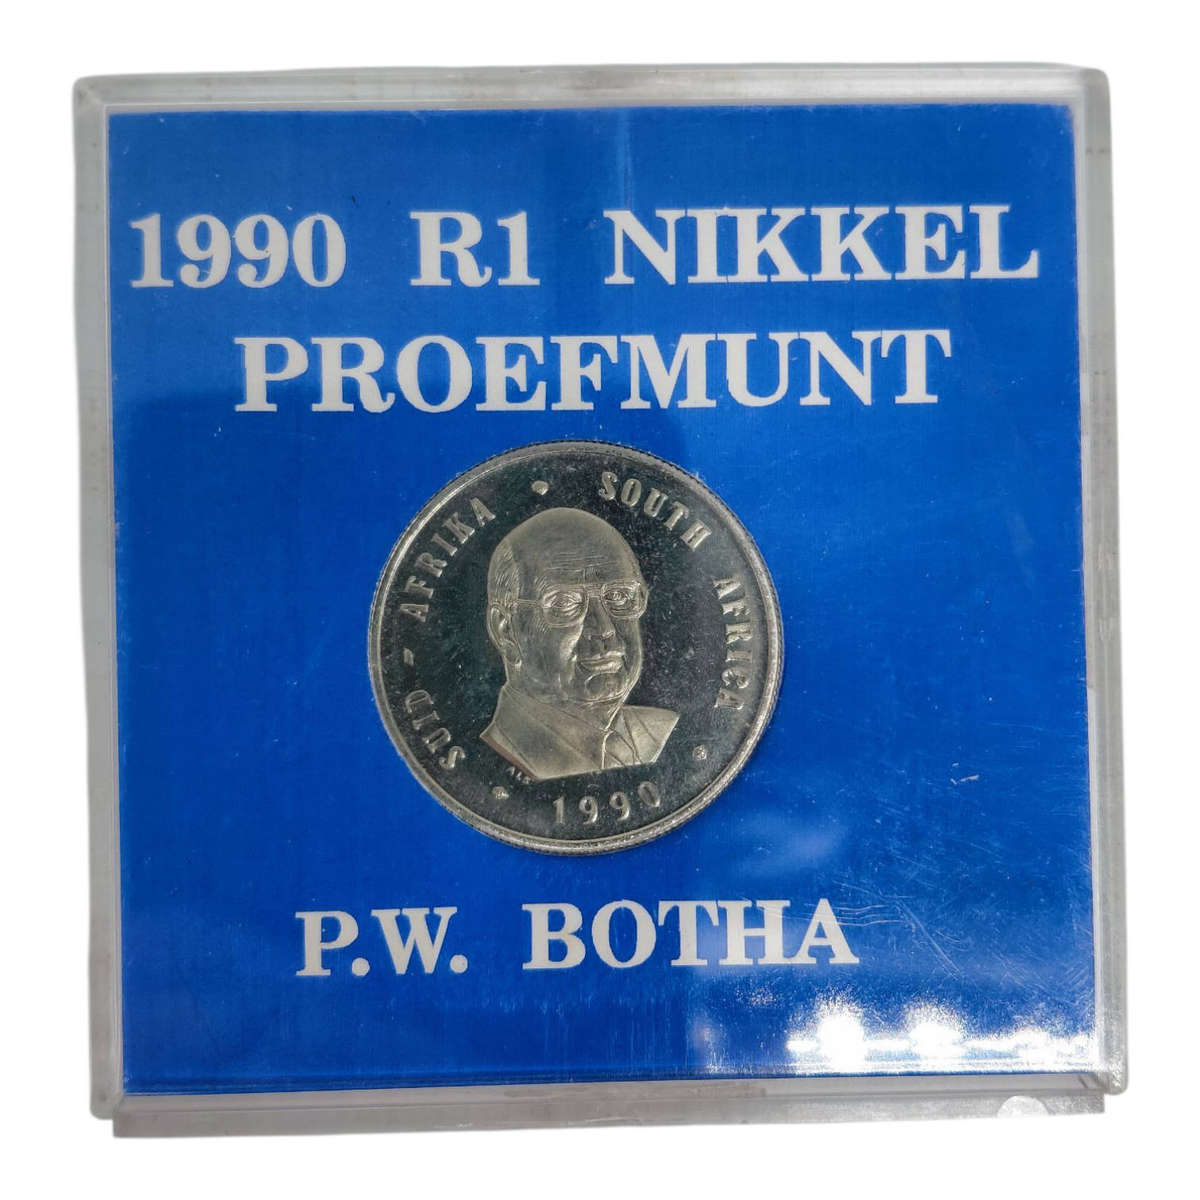 1990 R1 NIKKEL
PROEFMUNT
SUID-AFRIKA • SOUTH AFRICA
1990
P.W. BOTHA